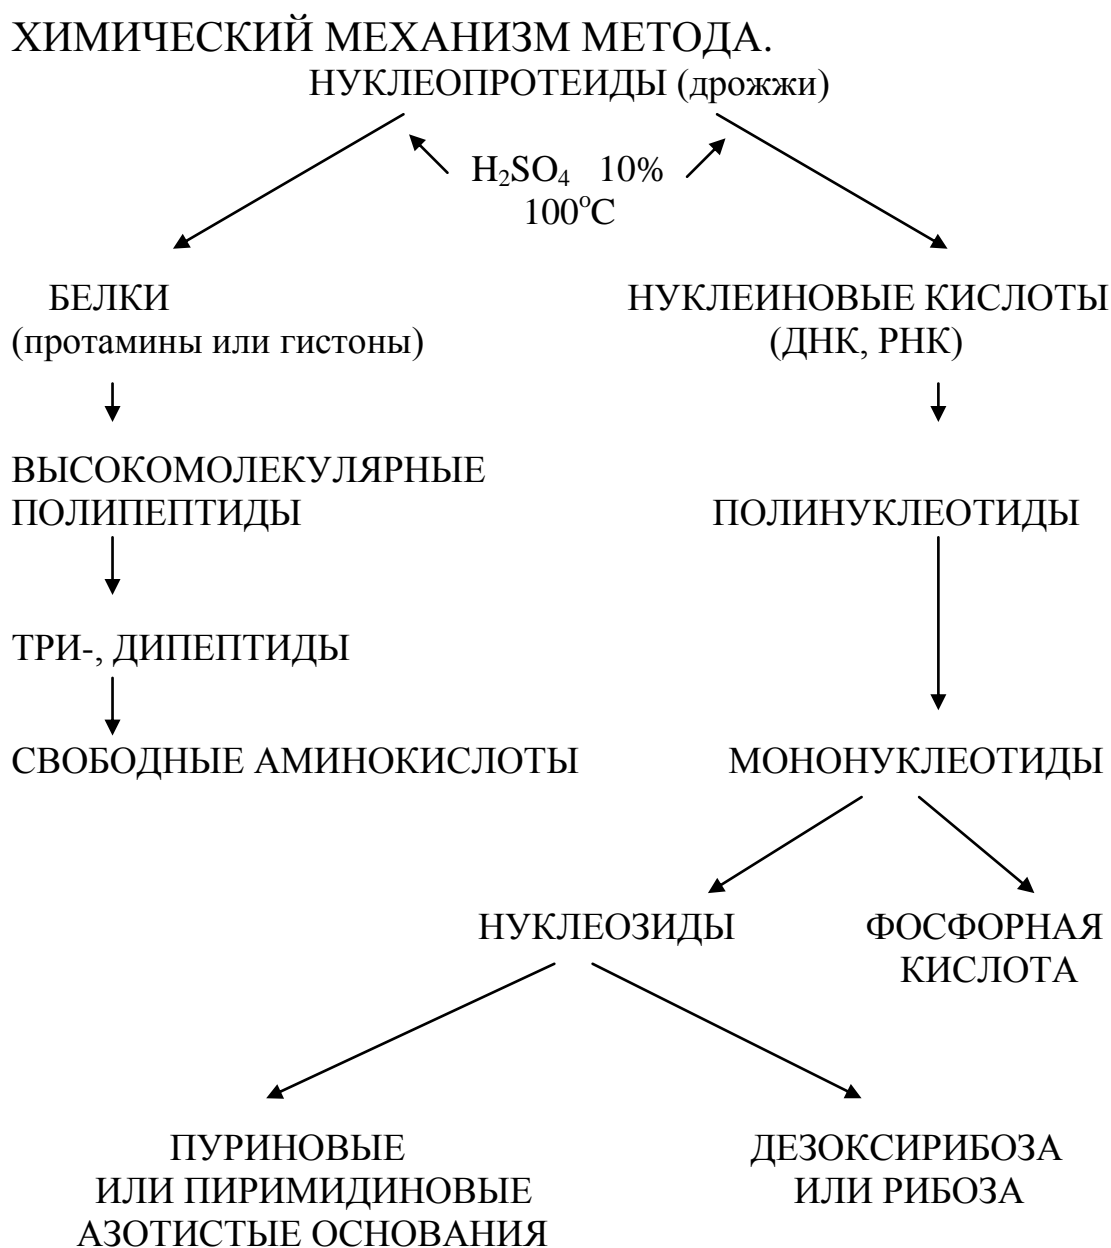 ХИМИЧЕСКИЙ МЕХАНИЗМ МЕТОДА.
НУКЛЕОПРОТЕИДЫ (дрожжи)
H₂SO₄ 10%
100°C
БЕЛКИ
(протамины или гистоны)
НУКЛЕИНОВЫЕ КИСЛОТЫ
(ДНК, РНК)
ВЫСОКОМОЛЕКУЛЯРНЫЕ
ПОЛИПЕПТИДЫ
ПОЛИНУКЛЕОТИДЫ
ТРИ-, ДИПЕПТИДЫ
СВОБОДНЫЕ АМИНОКИСЛОТЫ
МОНОНУКЛЕОТИДЫ
НУКЛЕОЗИДЫ
ФОСФОРНАЯ
КИСЛОТА
ПУРИНОВЫЕ
ИЛИ ПИРИМИДИНОВЫЕ
АЗОТИСТЫЕ ОСНОВАНИЯ
ДЕЗОКСИРИБОЗА
ИЛИ РИБОЗА